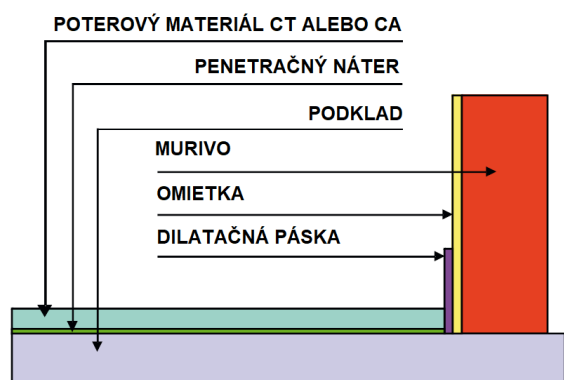 POTEROVÝ MATERIÁL CT ALEBO CA
PENETRAČNÝ NÁTER
PODKLAD
MURIVO
OMIETKA
DILATAČNÁ PÁSKA